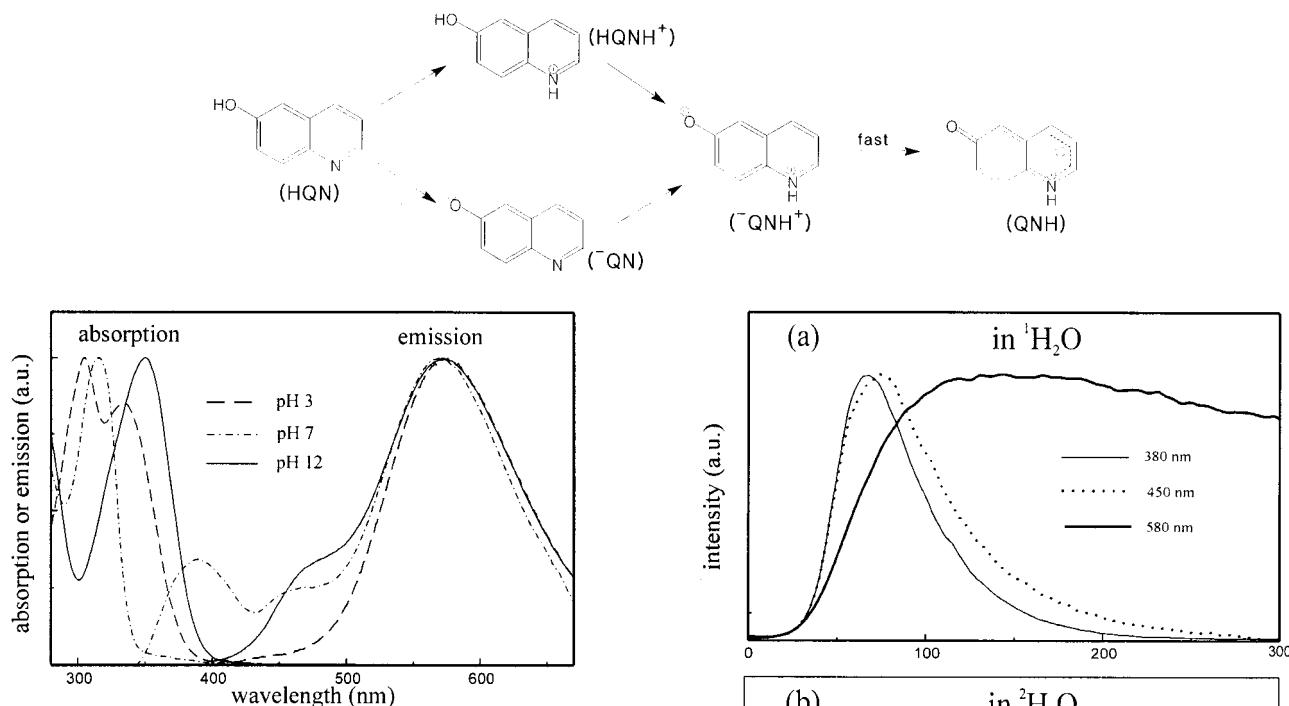 HO
N
H
(HQNH⁺)
HO
N
(HQN)
O
N
(⁻QN)
O
N
H
(⁻QNH⁺)
fast
O
N
H
(QNH)
absorption
emission
pH 3
pH 7
pH 12
absorption or emission (a.u.)
300
400
500
600
wavelength (nm)
(a)
in ¹H₂O
380 nm
450 nm
580 nm
intensity (a.u.)
0
100
200
300
(b)
in ²H₂O